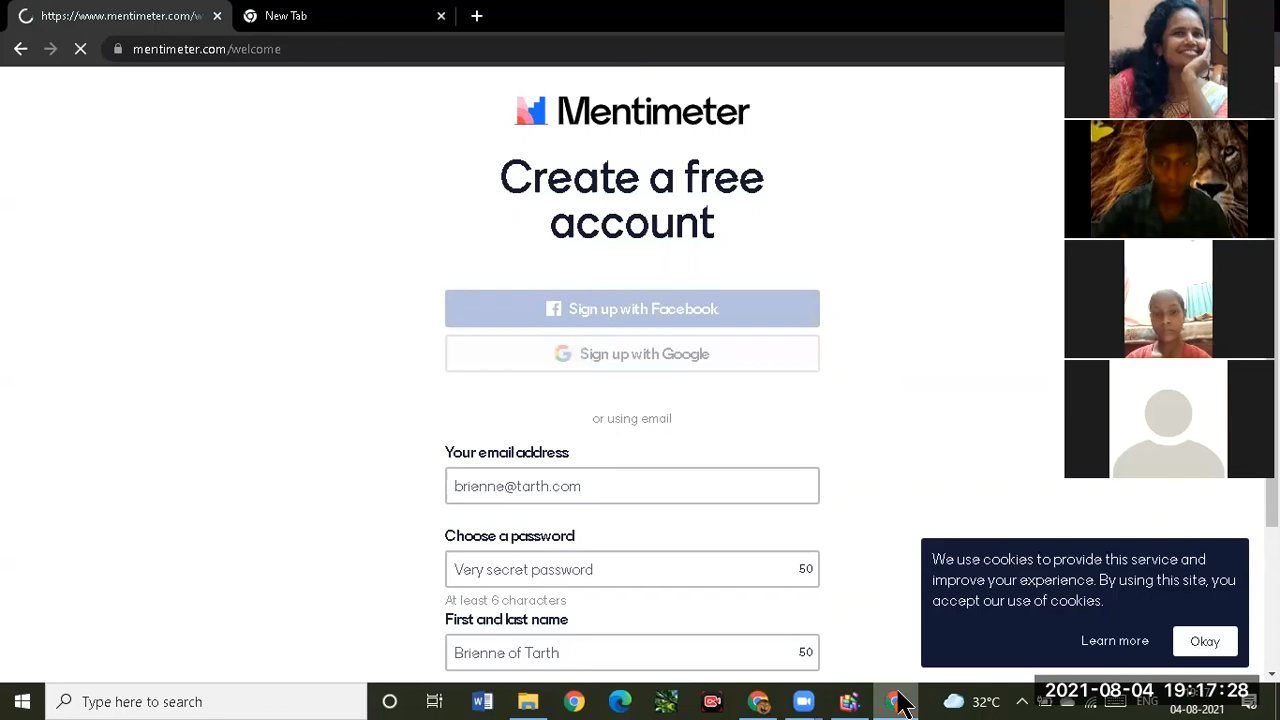 https://www.mentimeter.com/w
New Tab
mentimeter.com/welcome
Mentimeter
Create a free
account
Sign up with Facebook
Sign up with Google
or using email
Your email address
brienne@tarth.com
Choose a password
Very secret password
50
At least 6 characters
First and last name
Brienne of Tarth
50
We use cookies to provide this service and
improve your experience. By using this site, you
accept our use of cookies.
Learn more
Okay
Type here to search
32°C
ENG
2021-08-04 19:17:28
04-08-2021